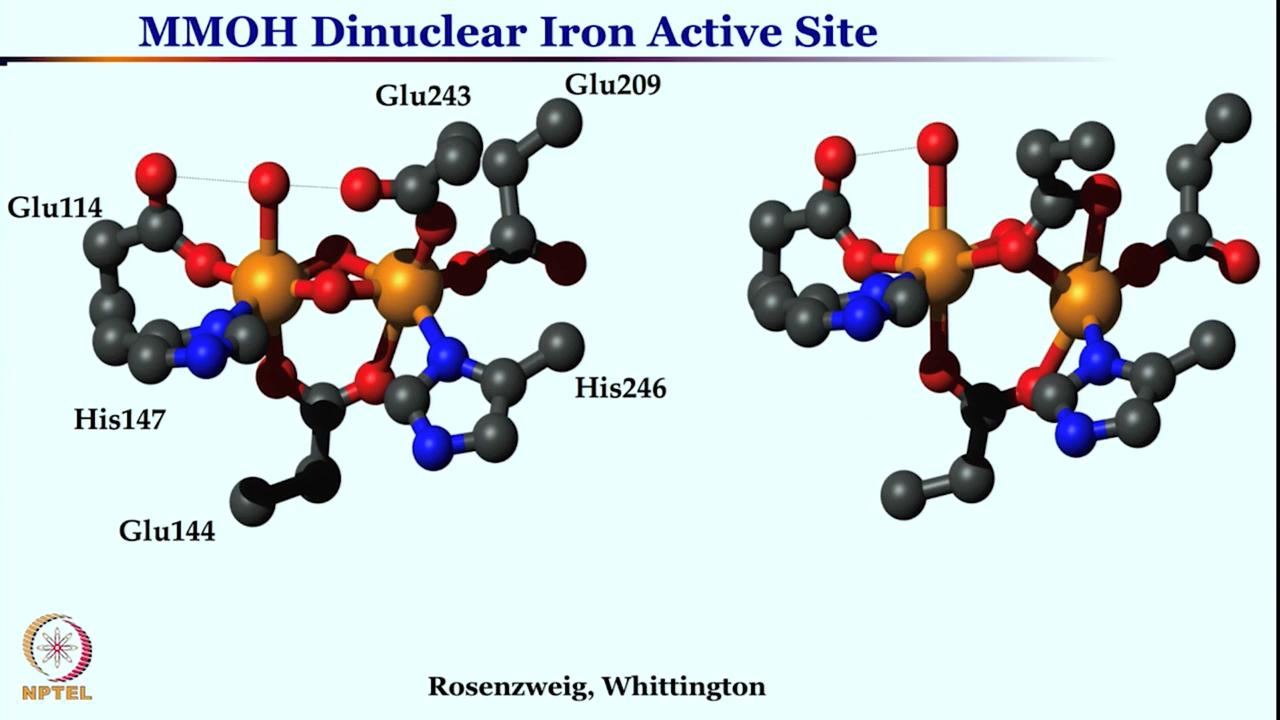 MMOH Dinuclear Iron Active Site
Glu243
Glu209
Glu114
His147
His246
Glu144
NPTEL
Rosenzweig, Whittington